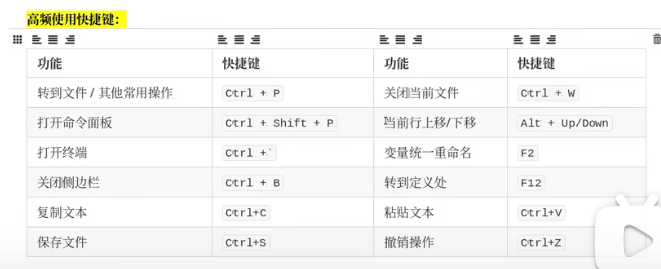 高频使用快捷键：
功能 快捷键 功能 快捷键
转到文件 / 其他常用操作 Ctrl + P 关闭当前文件 Ctrl + W
打开命令面板 Ctrl + Shift + P 当前行上移/下移 Alt + Up/Down
打开终端 Ctrl +` 变量统一重命名 F2
关闭侧边栏 Ctrl + B 转到定义处 F12
复制文本 Ctrl+C 粘贴文本 Ctrl+V
保存文件 Ctrl+S 撤销操作 Ctrl+Z